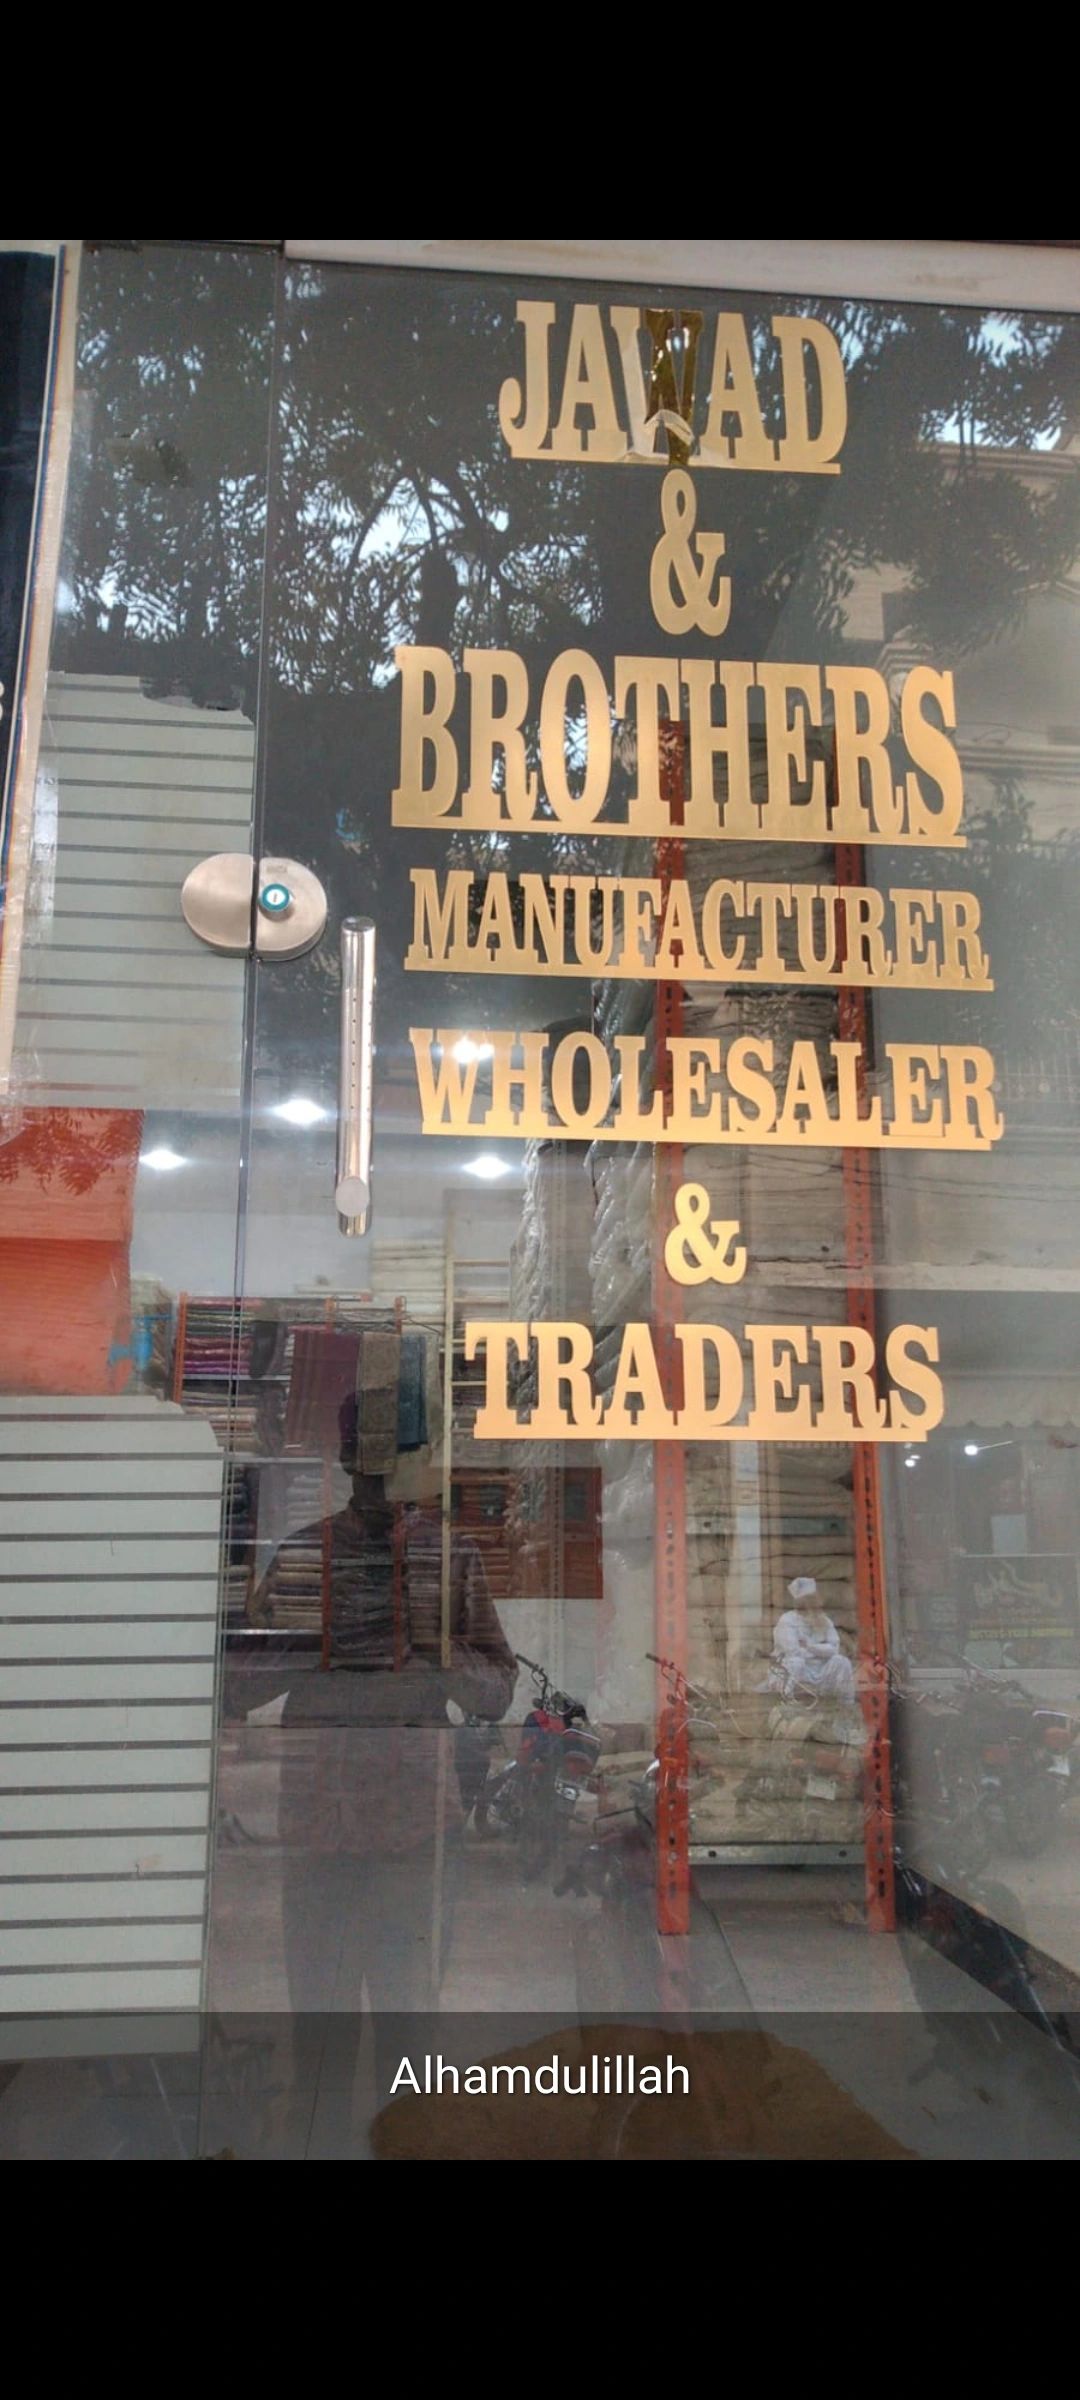 JAWAD
&
BROTHERS
MANUFACTURER
WHOLESALER
&
TRADERS
Alhamdulillah